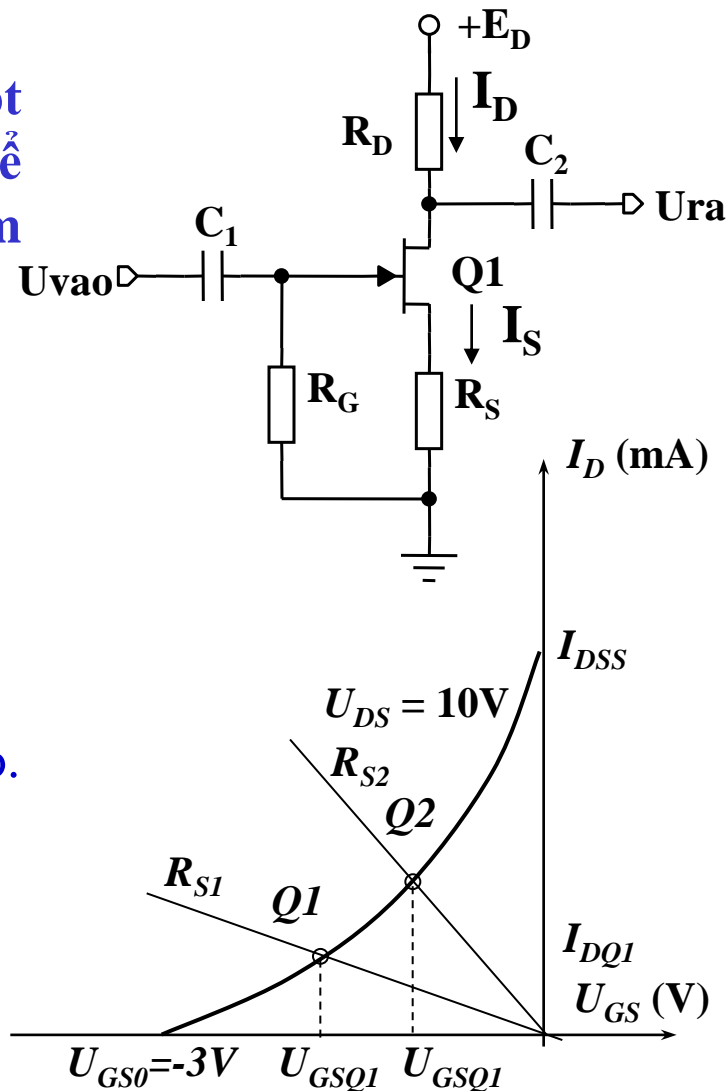 +E_D
I_D
ể
R_D
C_2
Ura
C_1
Uvao
Q1
I_S
R_G
R_S
I_D (mA)
I_DSS
U_DS = 10V
R_S2
Q2
R_S1
Q1
I_DQ1
U_GS (V)
U_GS0=-3V U_GSQ1 U_GSQ1